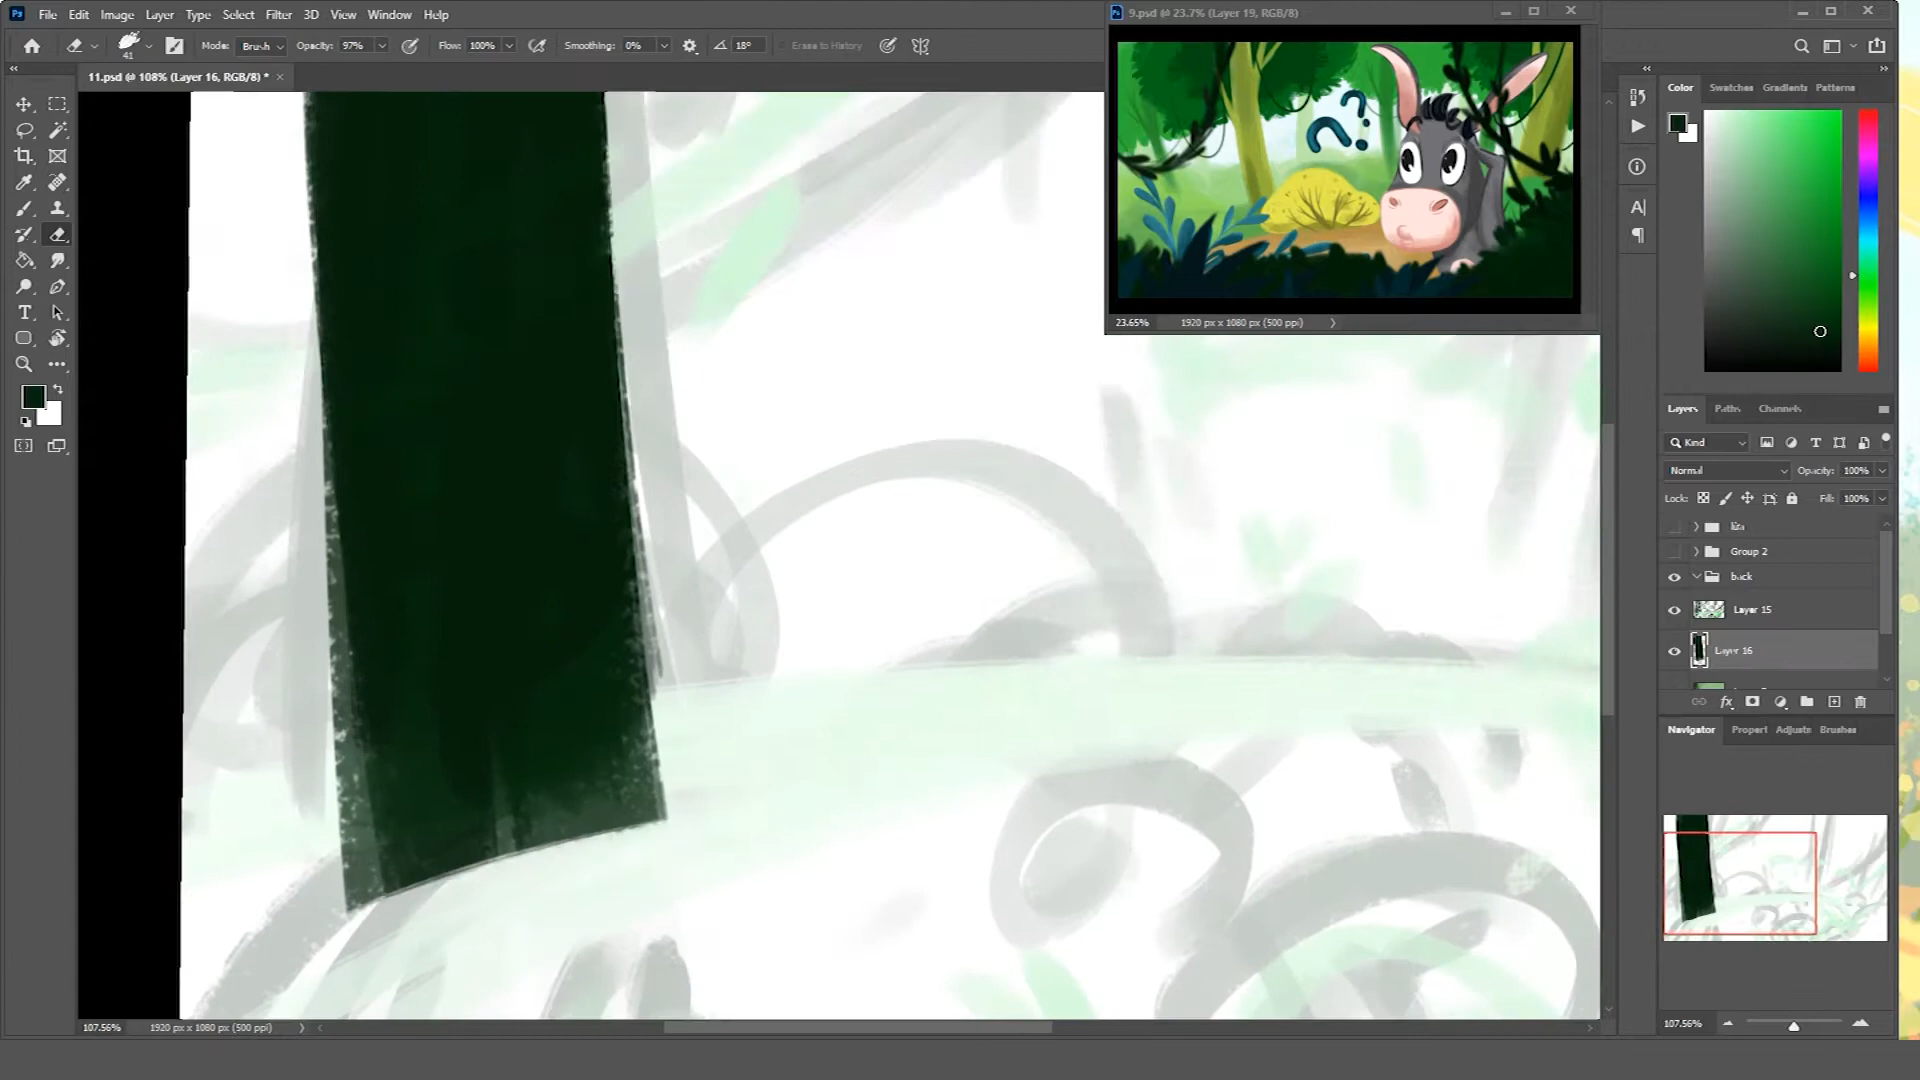 Ps File Edit Image Layer Type Select Filter 3D View Window Help
9.psd @ 23.7% (Layer 19, RGB/8)
41 Mode: Brush Opacity: 97% Flow: 100% Smoothing: 0% 18° Erase to History
11.psd @ 108% (Layer 16, RGB/8) * ×
Color Swatches Gradients Patterns
??
23.65% 1920 px x 1080 px (500 ppi)
Layers Paths Channels
Kind
Normal Opacity: 100%
Lock: Fill: 100%
Group 2
back
Layer 15
Layer 16
Navigator Propert Adjustn Brushes
107.56%
107.56% 1920 px x 1080 px (500 ppi)